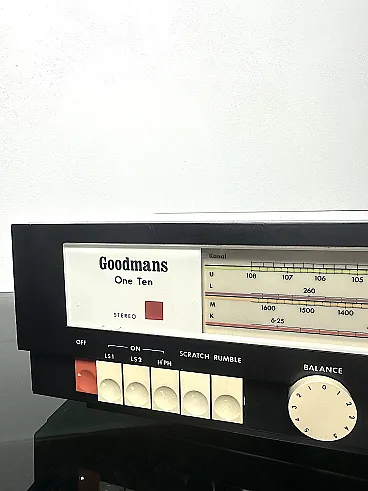 Goodmans
One Ten
STEREO
Kanal
U 108 107 106 105
L 260
M 1600 1500 1400
K 6·25
OFF
ON
LS1 LS2 H'PH SCRATCH RUMBLE
BALANCE